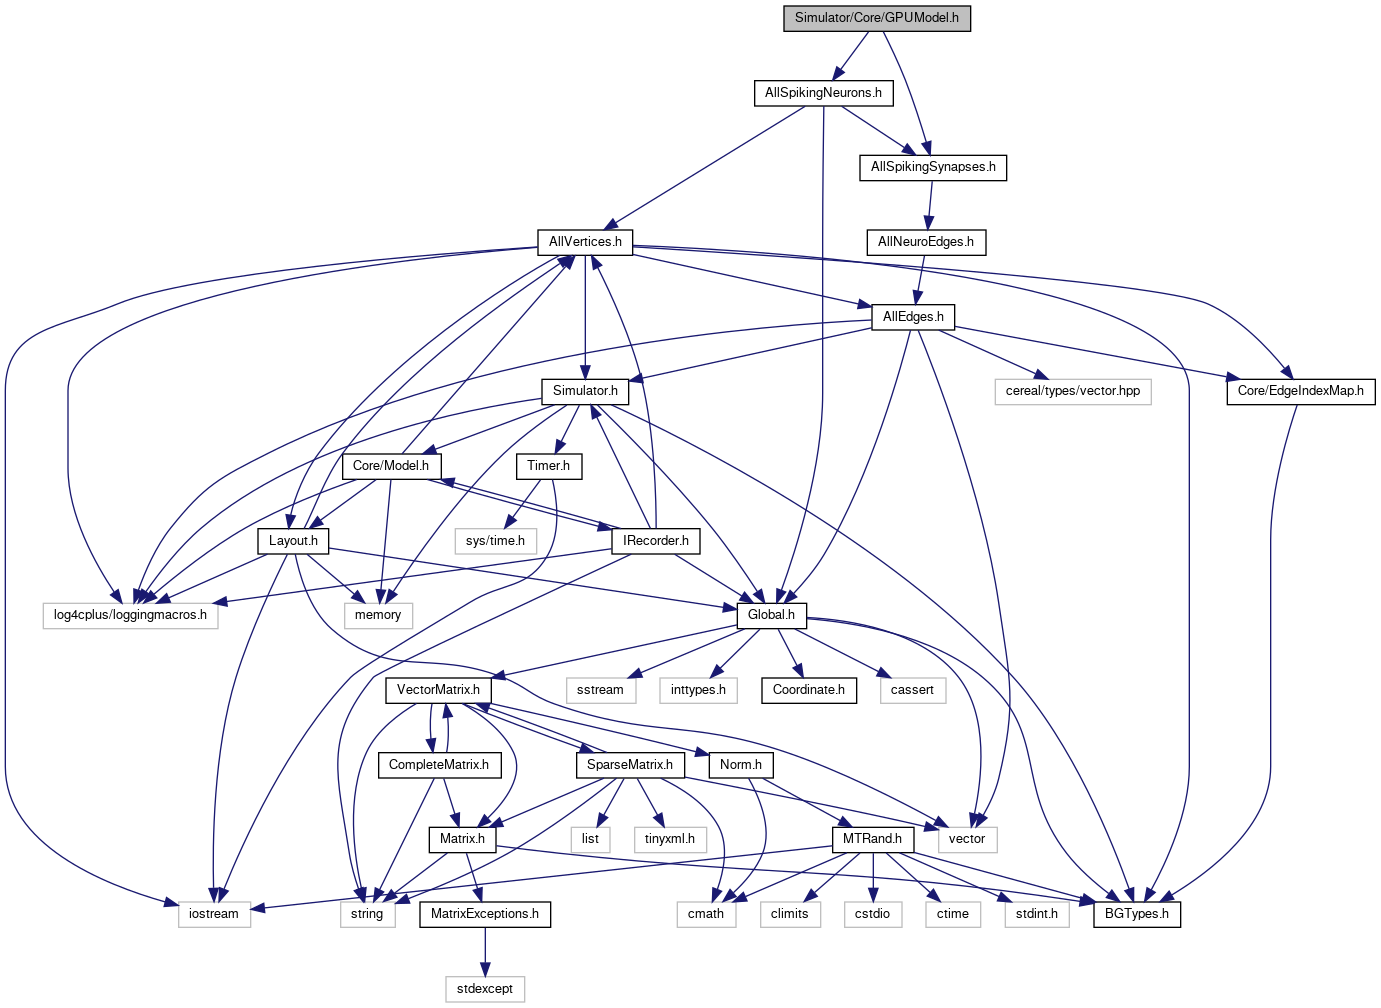 Simulator/Core/GPUModel.h
AllSpikingNeurons.h
AllSpikingSynapses.h
AllVertices.h
AllNeuroEdges.h
AllEdges.h
Simulator.h
cereal/types/vector.hpp
Core/EdgeIndexMap.h
Core/Model.h
Timer.h
sys/time.h
Layout.h
IRecorder.h
log4cplus/loggingmacros.h
memory
Global.h
VectorMatrix.h
sstream
inttypes.h
Coordinate.h
cassert
CompleteMatrix.h
SparseMatrix.h
Norm.h
Matrix.h
list
tinyxml.h
MTRand.h
vector
iostream
string
MatrixExceptions.h
cmath
climits
cstdio
ctime
stdint.h
BGTypes.h
stdexcept